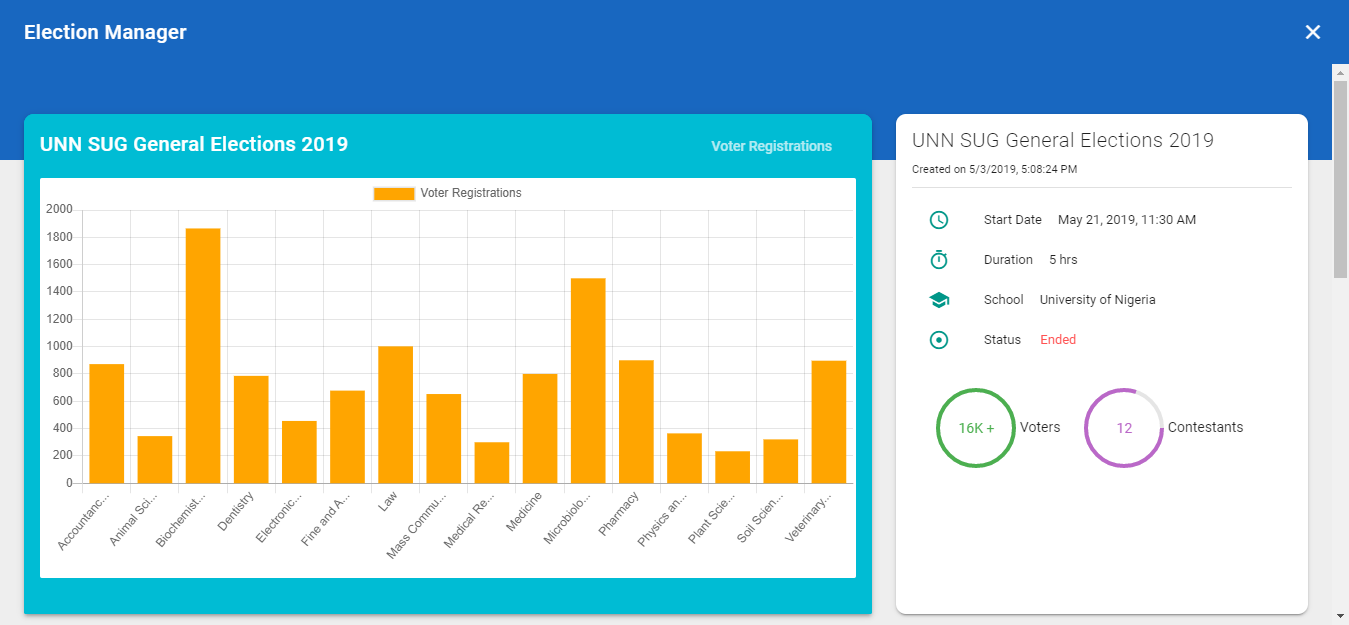 Election Manager
UNN SUG General Elections 2019
Voter Registrations
Voter Registrations
2000
1800
1600
1400
1200
1000
800
600
400
200
0
Accountanc...
Animal Sci...
Biochemist...
Dentistry
Electronic...
Fine and A...
Law
Mass Commu...
Medical Re...
Medicine
Microbiolo...
Pharmacy
Physics an...
Plant Scie...
Soil Scien...
Veterinary...
UNN SUG General Elections 2019
Created on 5/3/2019, 5:08:24 PM
Start Date May 21, 2019, 11:30 AM
Duration 5 hrs
School University of Nigeria
Status Ended
16K + Voters 12 Contestants